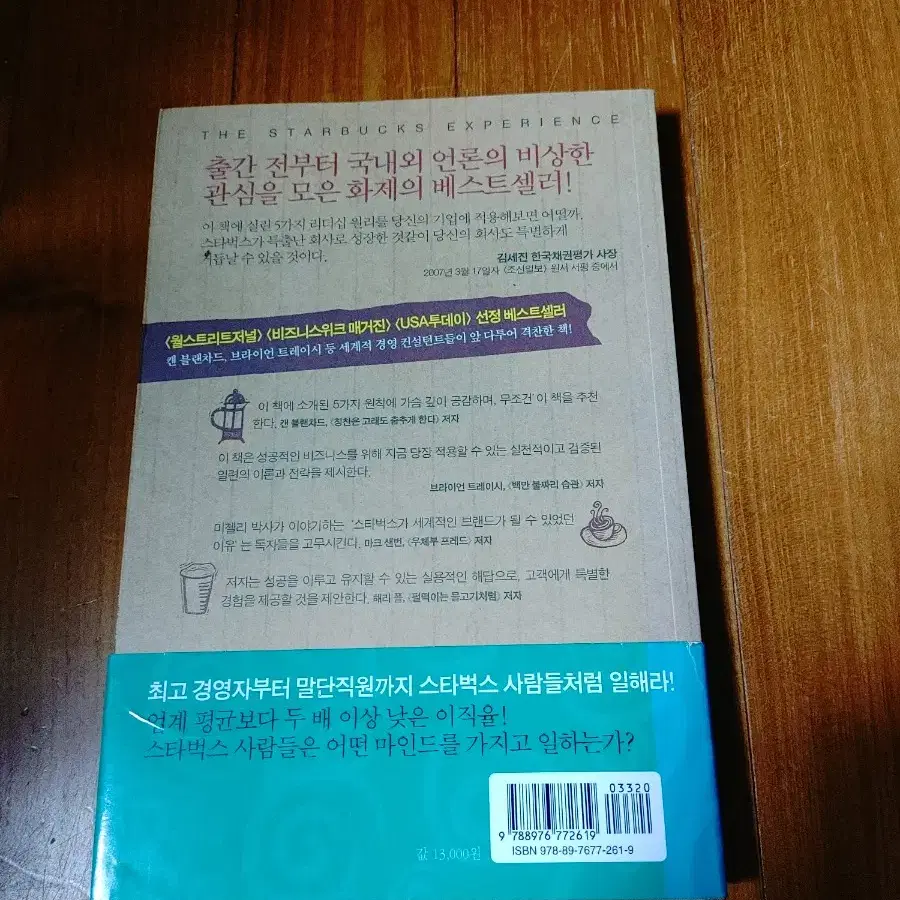 THE STARBUCKS EXPERIENCE
출간 전부터 국내외 언론의 비상한
관심을 모은 화제의 베스트셀러!
이 책에 실린 5가지 리더십 원리를 당신의 기업에 적용해보면 어떨까.
스타벅스가 특출난 회사로 성장한 것같이 당신의 회사도 특별하게
거듭날 수 있을 것이다.
김세진 한국채권평가 사장
2007년 3월 17일자 〈조선일보〉 원서 서평 중에서
〈월스트리트저널〉 〈비즈니스위크 매거진〉 〈USA투데이〉 선정 베스트셀러
켄 블랜차드, 브라이언 트레이시 등 세계적 경영 컨설턴트들이 앞 다투어 격찬한 책!
이 책에 소개된 5가지 원칙에 가슴 깊이 공감하며, '무조건' 이 책을 추천
한다. 켄 블랜차드, 〈칭찬은 고래도 춤추게 한다〉 저자
이 책은 성공적인 비즈니스를 위해 지금 당장 적용할 수 있는 실천적이고 검증된
일련의 이론과 전략을 제시한다.
브라이언 트레이시, 〈백만 불짜리 습관〉 저자
미첼리 박사가 이야기하는 '스타벅스가 세계적인 브랜드가 될 수 있었던
이유'는 독자들을 고무시킨다. 마크 샌번, 〈우체부 프레드〉 저자
저자는 성공을 이루고 유지할 수 있는 실용적인 해답으로, 고객에게 특별한
경험을 제공할 것을 제안한다. 해리 폴, 〈펄떡이는 물고기처럼〉 저자
최고 경영자부터 말단직원까지 스타벅스 사람들처럼 일해라!
업계 평균보다 두 배 이상 낮은 이직율!
스타벅스 사람들은 어떤 마인드를 가지고 일하는가?
03320
9 788976 772619
ISBN 978-89-7677-261-9
값 13,000원